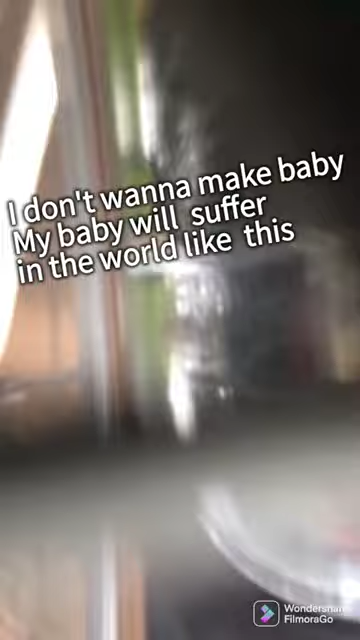 I don't wanna make baby
My baby will suffer
in the world like this
Wondershare
FilmoraGo